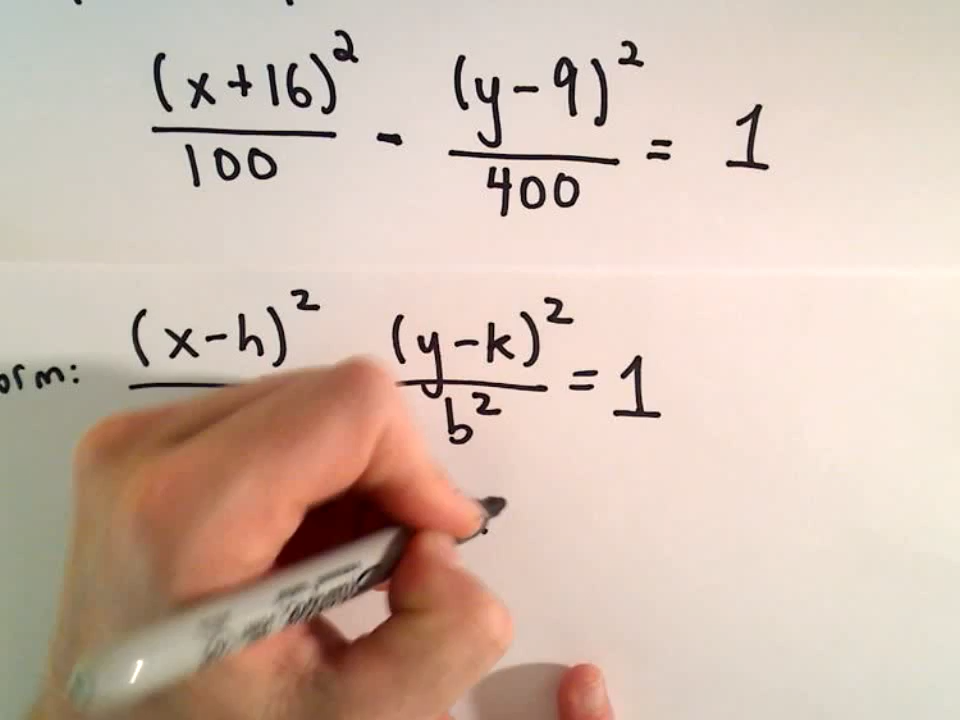 (x+16)² / 100 - (y-9)² / 400 = 1
orm: (x-h)² (y-k)² / b² = 1